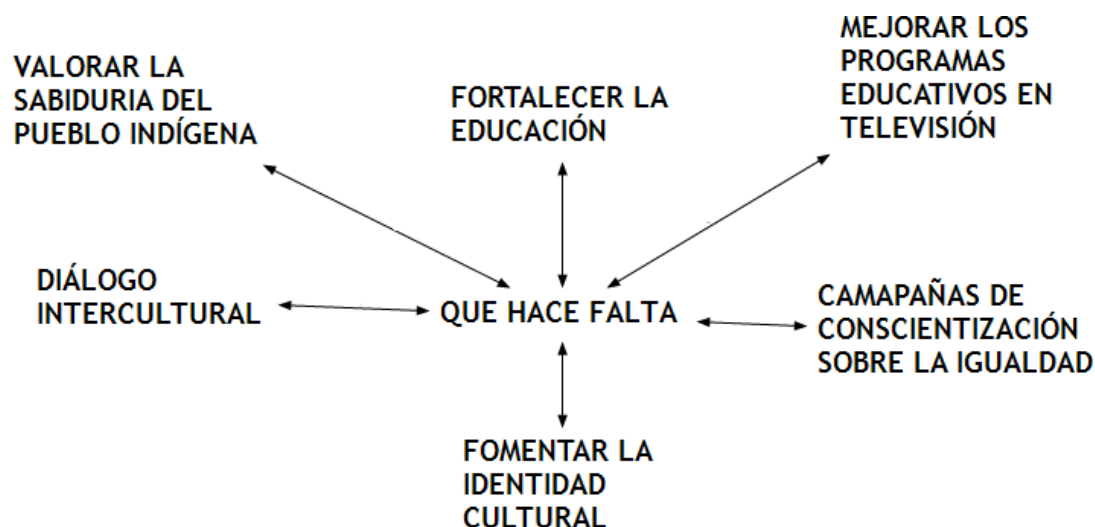 VALORAR LA
SABIDURIA DEL
PUEBLO INDÍGENA
FORTALECER LA
EDUCACIÓN
MEJORAR LOS
PROGRAMAS
EDUCATIVOS EN
TELEVISIÓN
DIÁLOGO
INTERCULTURAL
QUE HACE FALTA
CAMAPAÑAS DE
CONSCIENTIZACIÓN
SOBRE LA IGUALDAD
FOMENTAR LA
IDENTIDAD
CULTURAL